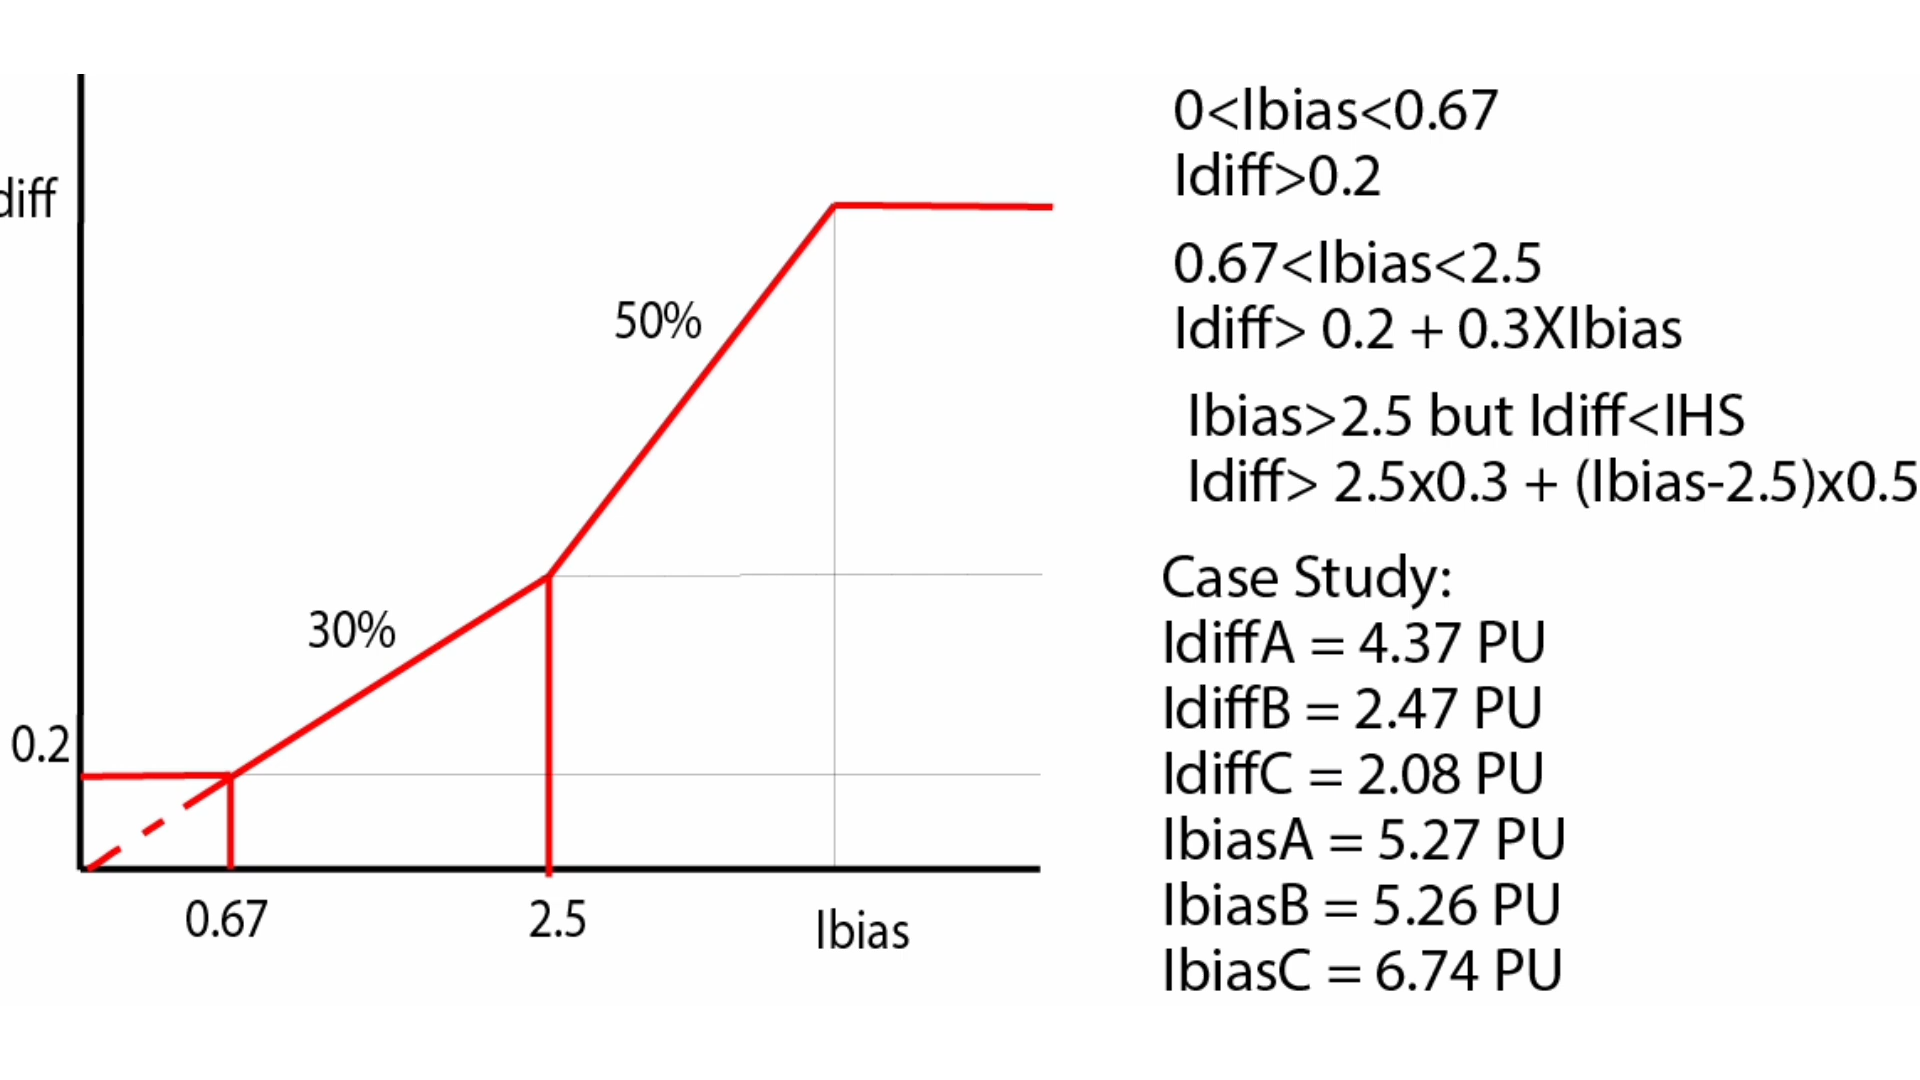 diff
50%
30%
0.2
0.67
2.5
Ibias
0<Ibias<0.67
Idiff>0.2
0.67<Ibias<2.5
Idiff> 0.2 + 0.3XIbias
Ibias>2.5 but Idiff<IHS
Idiff> 2.5x0.3 + (Ibias-2.5)x0.5
Case Study:
IdiffA = 4.37 PU
IdiffB = 2.47 PU
IdiffC = 2.08 PU
IbiasA = 5.27 PU
IbiasB = 5.26 PU
IbiasC = 6.74 PU